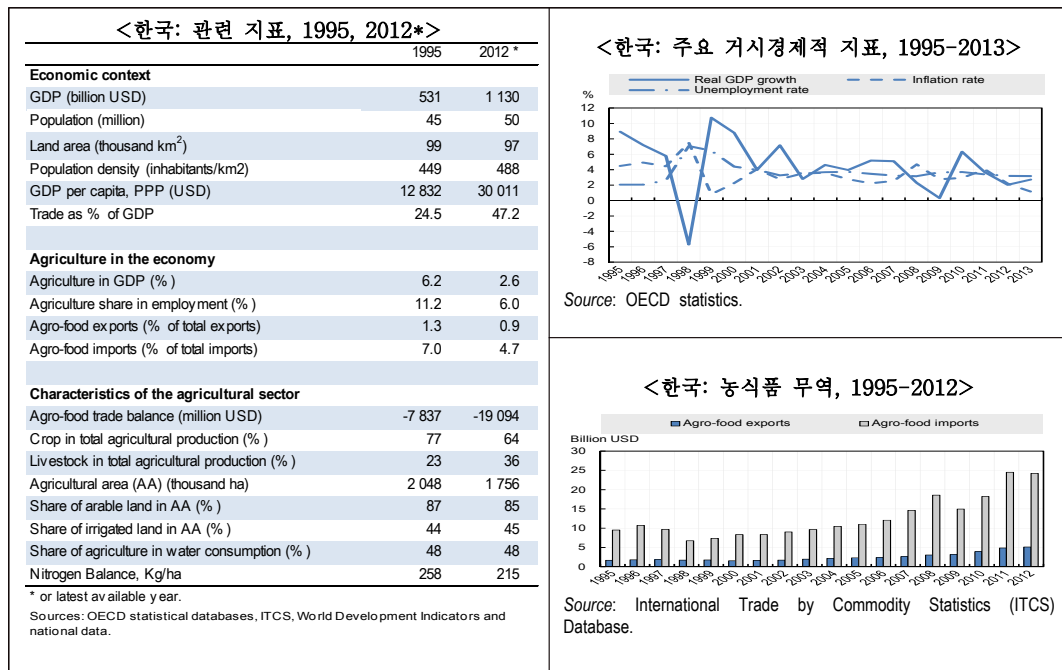 <한국: 관련 지표, 1995, 2012*>
1995 2012 *
Economic context
GDP (billion USD) 531 1 130
Population (million) 45 50
Land area (thousand km2) 99 97
Population density (inhabitants/km2) 449 488
GDP per capita, PPP (USD) 12 832 30 011
Trade as % of GDP 24.5 47.2
Agriculture in the economy
Agriculture in GDP (%) 6.2 2.6
Agriculture share in employment (%) 11.2 6.0
Agro-food exports (% of total exports) 1.3 0.9
Agro-food imports (% of total imports) 7.0 4.7
Characteristics of the agricultural sector
Agro-food trade balance (million USD) -7 837 -19 094
Crop in total agricultural production (%) 77 64
Livestock in total agricultural production (%) 23 36
Agricultural area (AA) (thousand ha) 2 048 1 756
Share of arable land in AA (%) 87 85
Share of irrigated land in AA (%) 44 45
Share of agriculture in water consumption (%) 48 48
Nitrogen Balance, Kg/ha 258 215
* or latest available year.
Sources: OECD statistical databases, ITCS, World Development Indicators and
national data.
<한국: 주요 거시경제적 지표, 1995-2013>
Real GDP growth Inflation rate
Unemployment rate
%
12
10
8
6
4
2
0
-2
-4
-6
-8
1995 1996 1997 1998 1999 2000 2001 2002 2003 2004 2005 2006 2007 2008 2009 2010 2011 2012 2013
Source: OECD statistics.
<한국: 농식품 무역, 1995-2012>
Agro-food exports Agro-food imports
Billion USD
30
25
20
15
10
5
0
1995 1996 1997 1998 1999 2000 2001 2002 2003 2004 2005 2006 2007 2008 2009 2010 2011 2012
Source: International Trade by Commodity Statistics (ITCS)
Database.